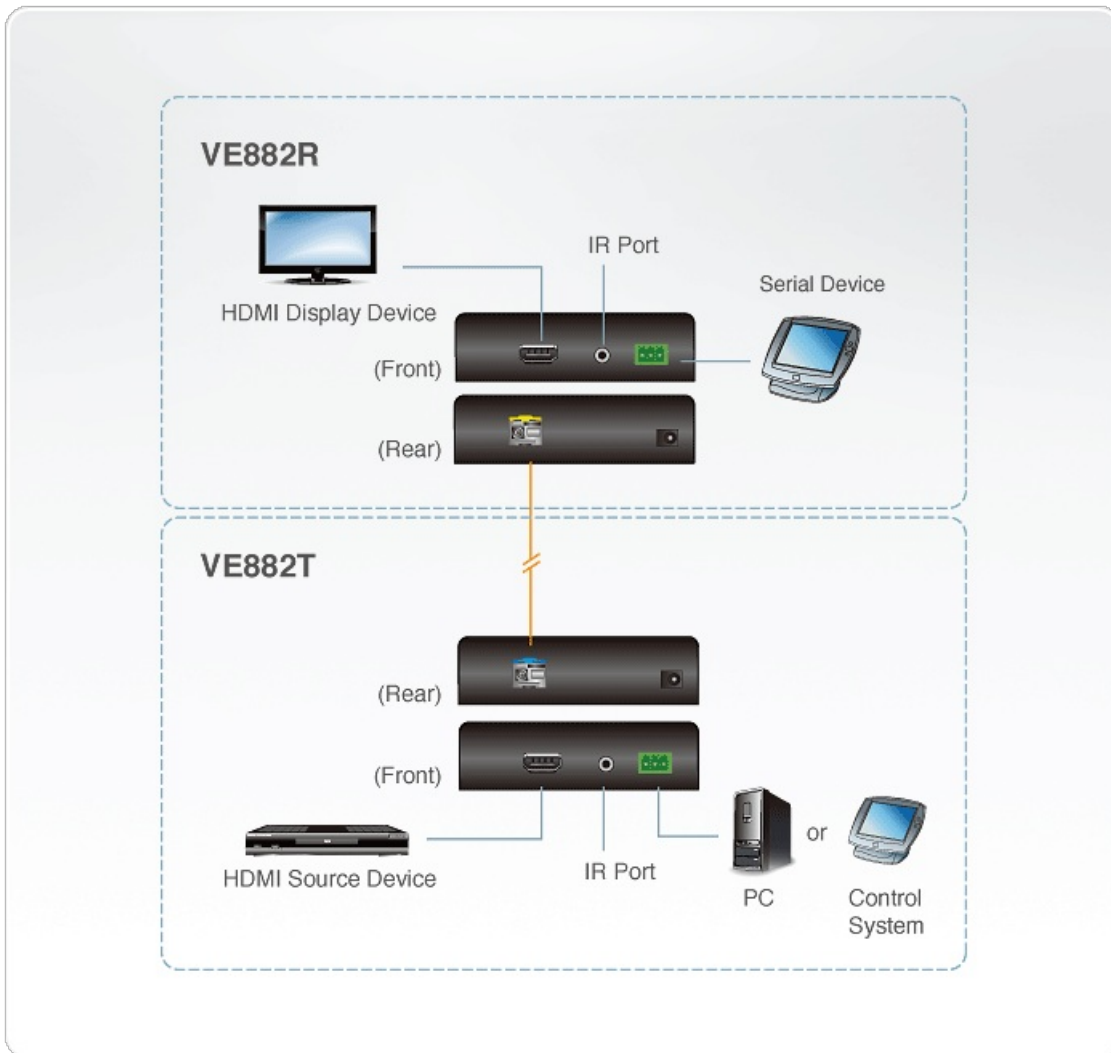 VE882R
IR Port
Serial Device
HDMI Display Device
(Front)
(Rear)
VE882T
(Rear)
(Front)
HDMI Source Device
IR Port
or
PC
Control
System